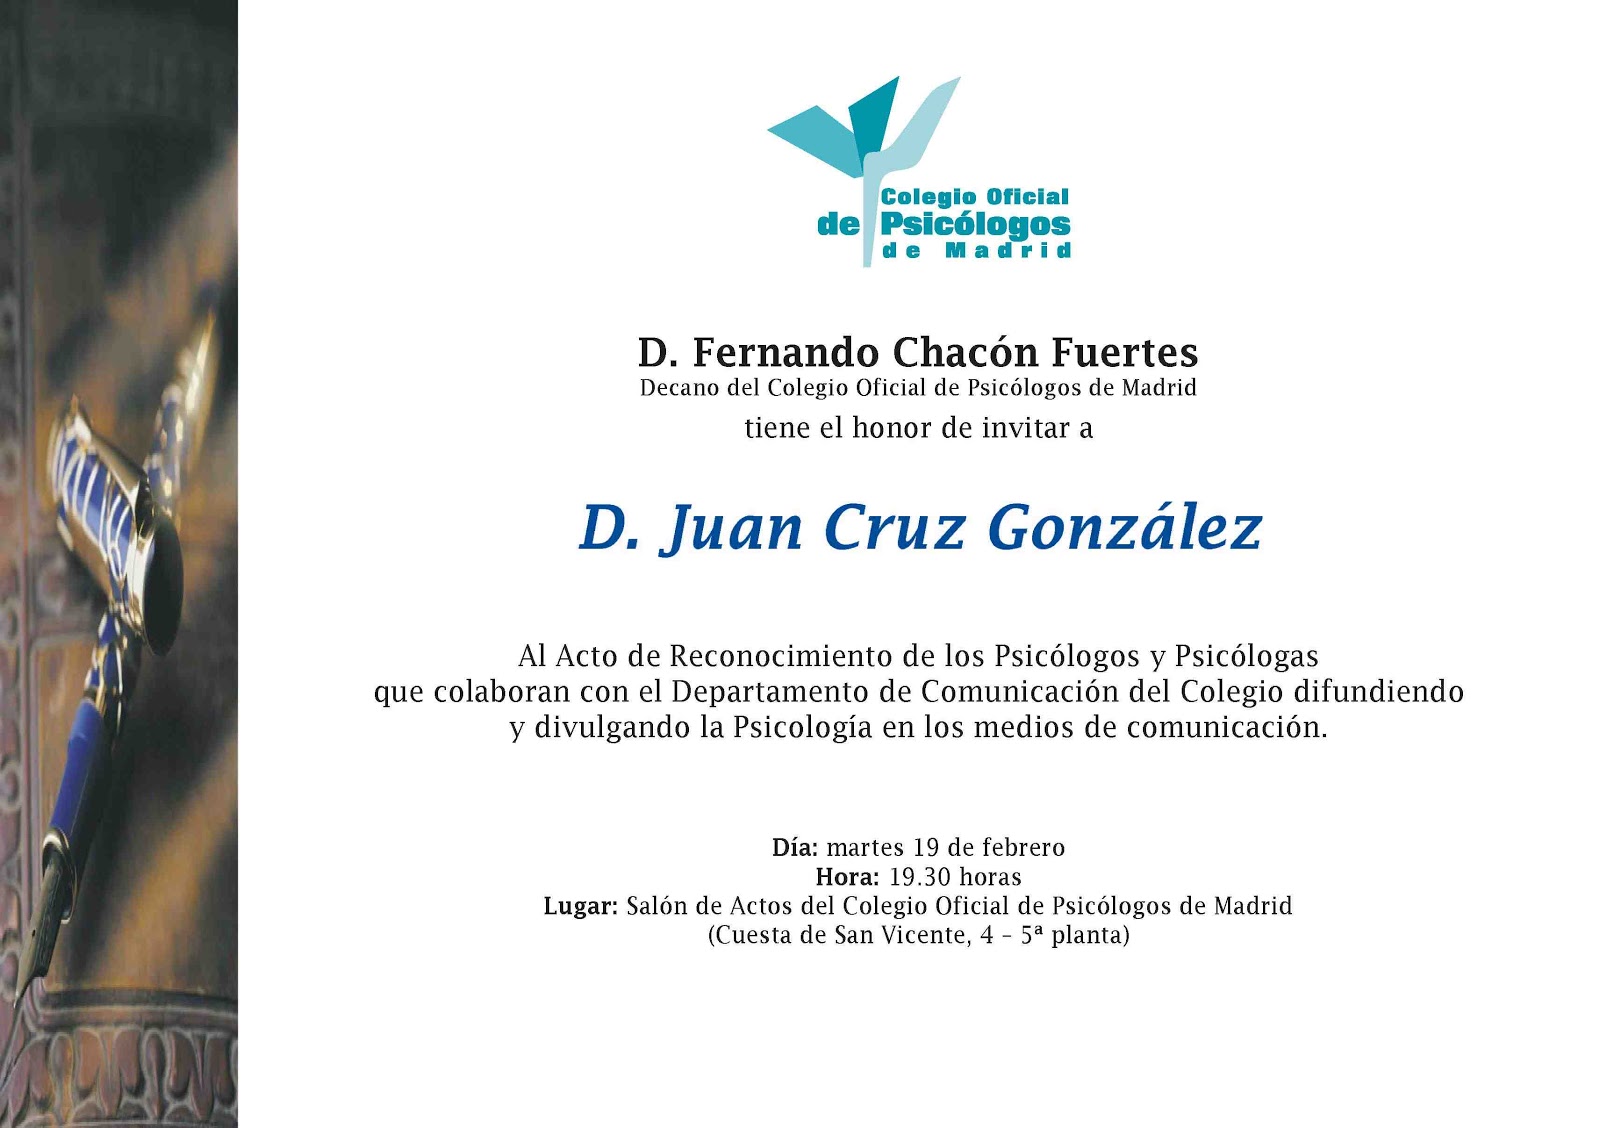 Colegio Oficial
de Psicólogos
de Madrid
D. Fernando Chacón Fuertes
Decano del Colegio Oficial de Psicólogos de Madrid
tiene el honor de invitar a
D. Juan Cruz González
Al Acto de Reconocimiento de los Psicólogos y Psicólogas
que colaboran con el Departamento de Comunicación del Colegio difundiendo
y divulgando la Psicología en los medios de comunicación.
Día: martes 19 de febrero
Hora: 19.30 horas
Lugar: Salón de Actos del Colegio Oficial de Psicólogos de Madrid
(Cuesta de San Vicente, 4 – 5ª planta)